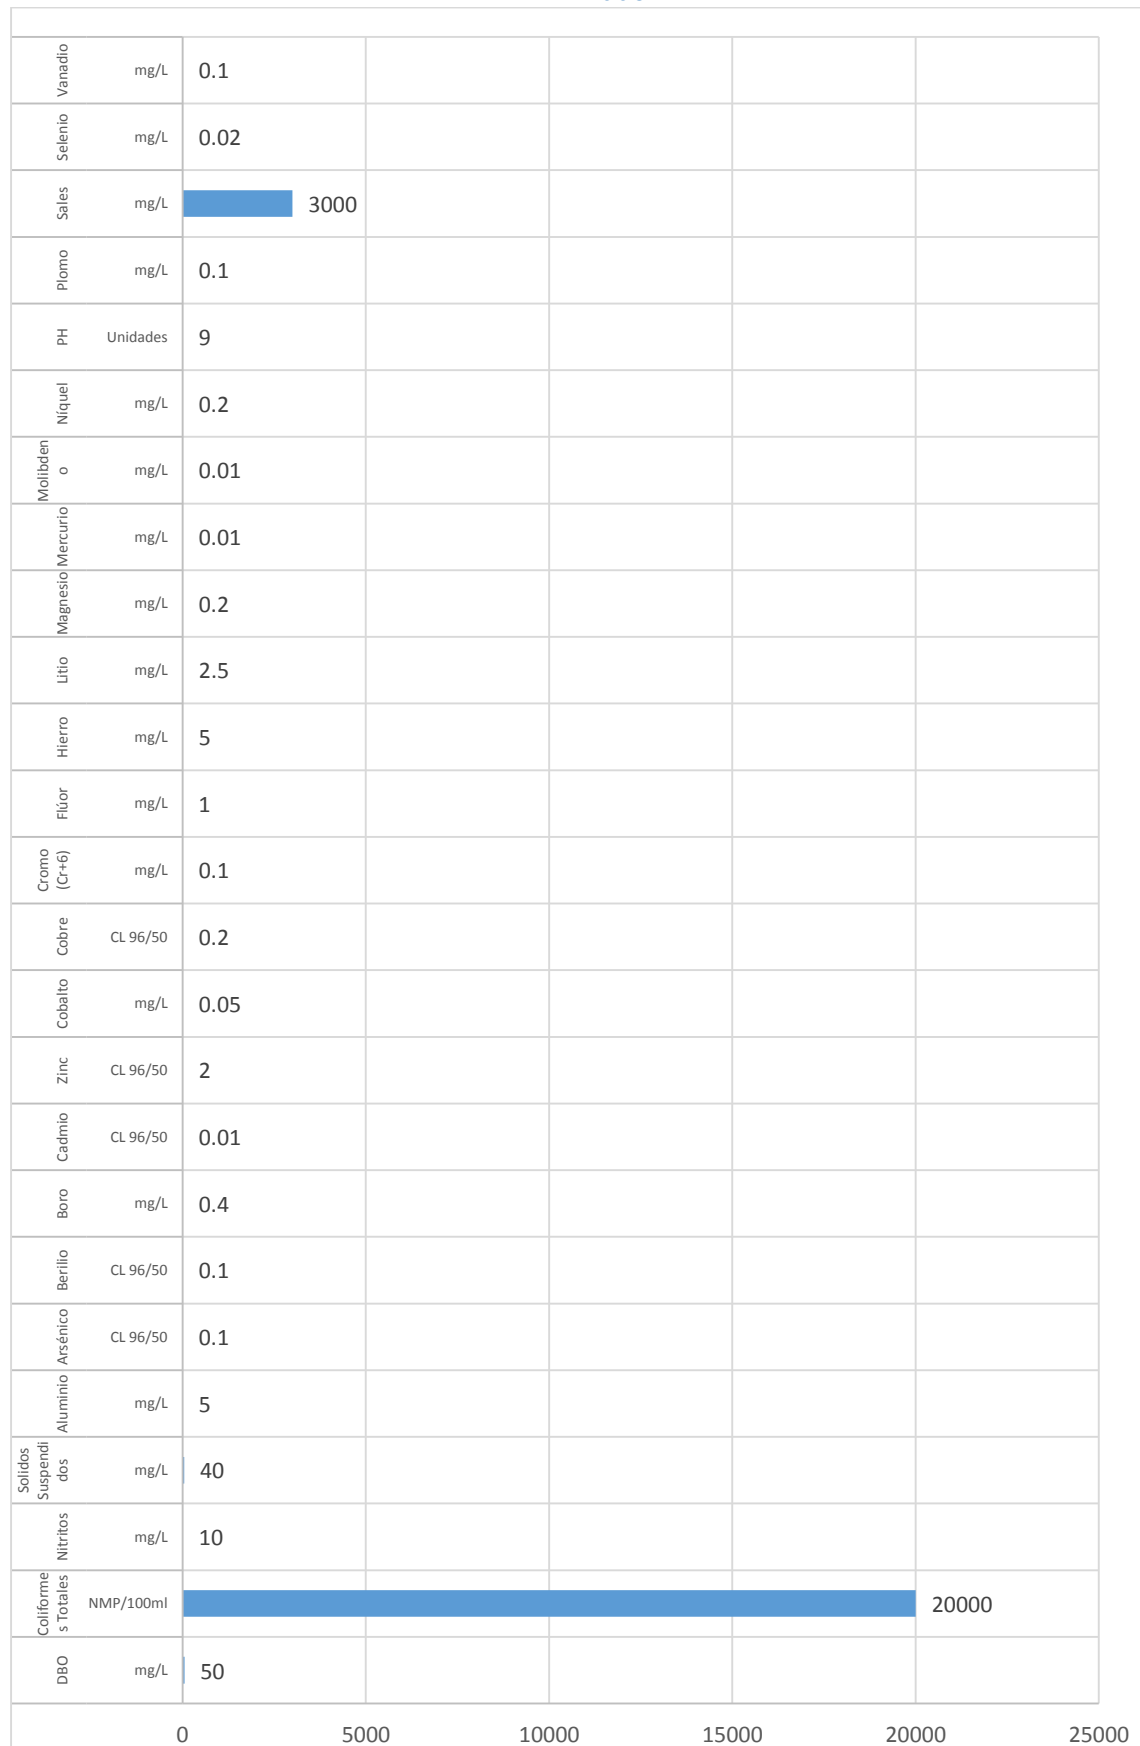 Vanadio mg/L 0.1
Selenio mg/L 0.02
Sales mg/L 3000
Plomo mg/L 0.1
PH Unidades 9
Níquel mg/L 0.2
Molibden
o mg/L 0.01
Mercurio mg/L 0.01
Magnesio mg/L 0.2
Litio mg/L 2.5
Hierro mg/L 5
Flúor mg/L 1
Cromo
(Cr+6) mg/L 0.1
Cobre CL 96/50 0.2
Cobalto mg/L 0.05
Zinc CL 96/50 2
Cadmio CL 96/50 0.01
Boro mg/L 0.4
Berilio CL 96/50 0.1
Arsénico CL 96/50 0.1
Aluminio mg/L 5
Solidos
Suspendi
dos mg/L 40
Nitritos mg/L 10
Coliforme
s Totales NMP/100ml 20000
DBO mg/L 50
0 5000 10000 15000 20000 25000